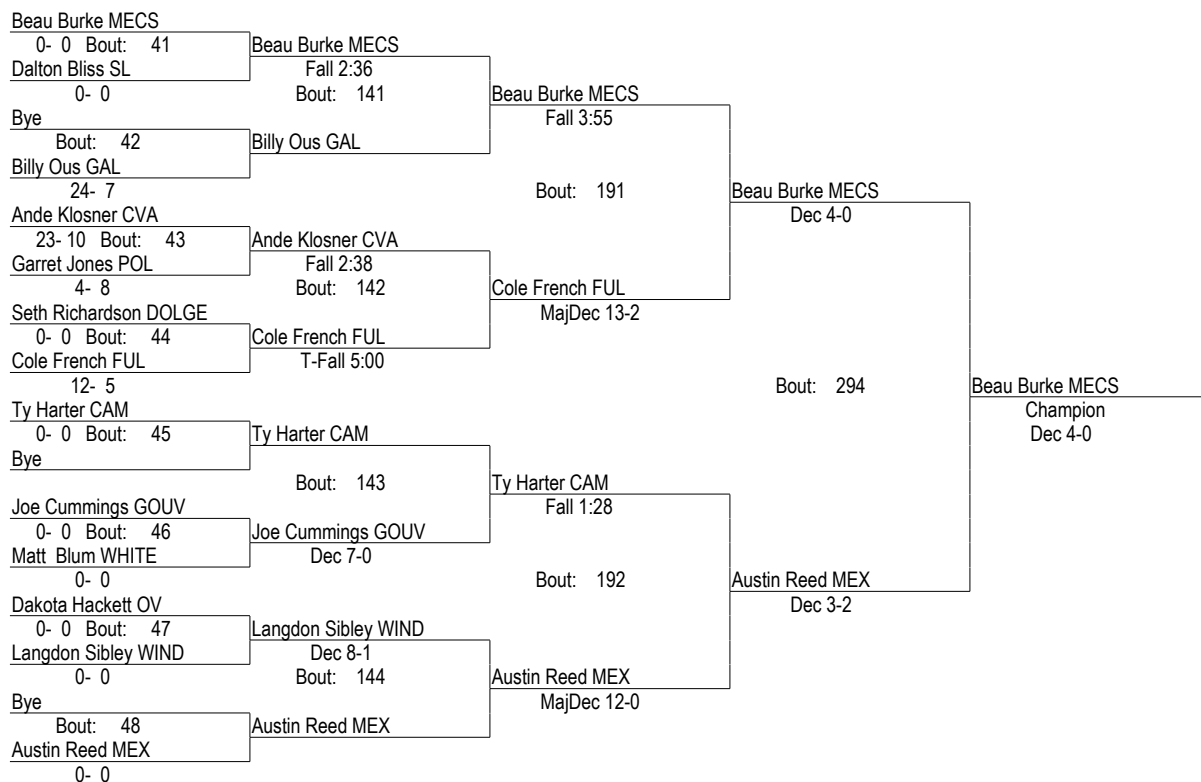 Beau Burke MECS
0- 0 Bout: 41
Beau Burke MECS
Dalton Bliss SL
Fall 2:36
0- 0
Bout: 141
Beau Burke MECS
Bye
Fall 3:55
Bout: 42
Billy Ous GAL
Billy Ous GAL
24- 7
Bout: 191
Beau Burke MECS
Ande Klosner CVA
Dec 4-0
23- 10 Bout: 43
Ande Klosner CVA
Garret Jones POL
Fall 2:38
4- 8
Bout: 142
Cole French FUL
Seth Richardson DOLGE
MajDec 13-2
0- 0 Bout: 44
Cole French FUL
Cole French FUL
T-Fall 5:00
12- 5
Bout: 294
Beau Burke MECS
Ty Harter CAM
Champion
0- 0 Bout: 45
Ty Harter CAM
Dec 4-0
Bye
Bout: 143
Ty Harter CAM
Joe Cummings GOUV
Fall 1:28
0- 0 Bout: 46
Joe Cummings GOUV
Matt Blum WHITE
Dec 7-0
0- 0
Bout: 192
Austin Reed MEX
Dakota Hackett OV
Dec 3-2
0- 0 Bout: 47
Langdon Sibley WIND
Langdon Sibley WIND
Dec 8-1
0- 0
Bout: 144
Austin Reed MEX
Bye
MajDec 12-0
Bout: 48
Austin Reed MEX
Austin Reed MEX
0- 0